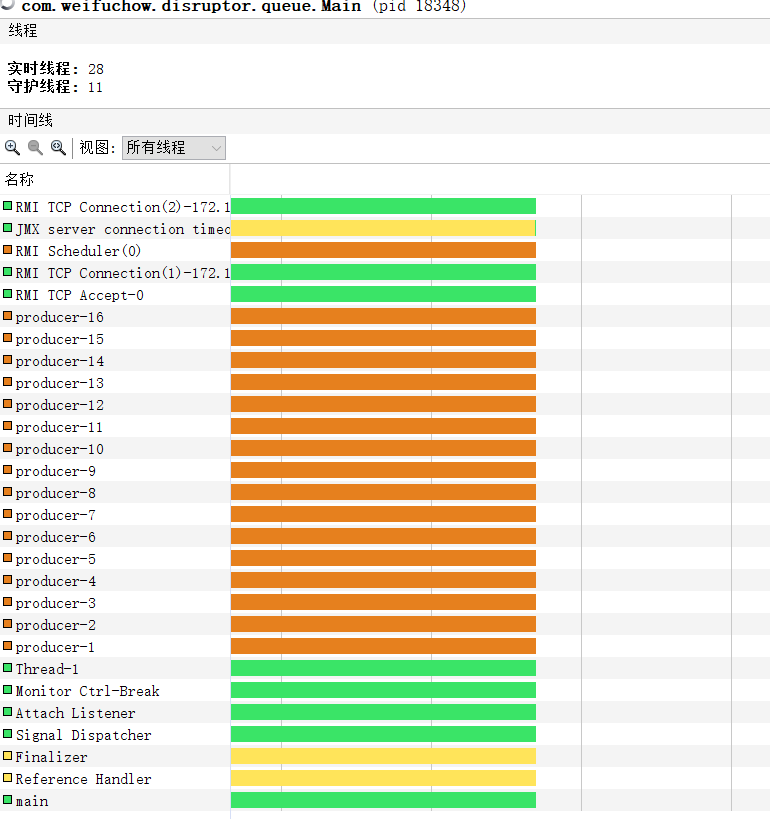 com.weifuchow.disruptor.queue.Main (pid 18348)
线程
实时线程: 28
守护线程: 11
时间线
视图: 所有线程
名称
RMI TCP Connection(2)-172.1
JMX server connection timeo
RMI Scheduler(0)
RMI TCP Connection(1)-172.1
RMI TCP Accept-0
producer-16
producer-15
producer-14
producer-13
producer-12
producer-11
producer-10
producer-9
producer-8
producer-7
producer-6
producer-5
producer-4
producer-3
producer-2
producer-1
Thread-1
Monitor Ctrl-Break
Attach Listener
Signal Dispatcher
Finalizer
Reference Handler
main